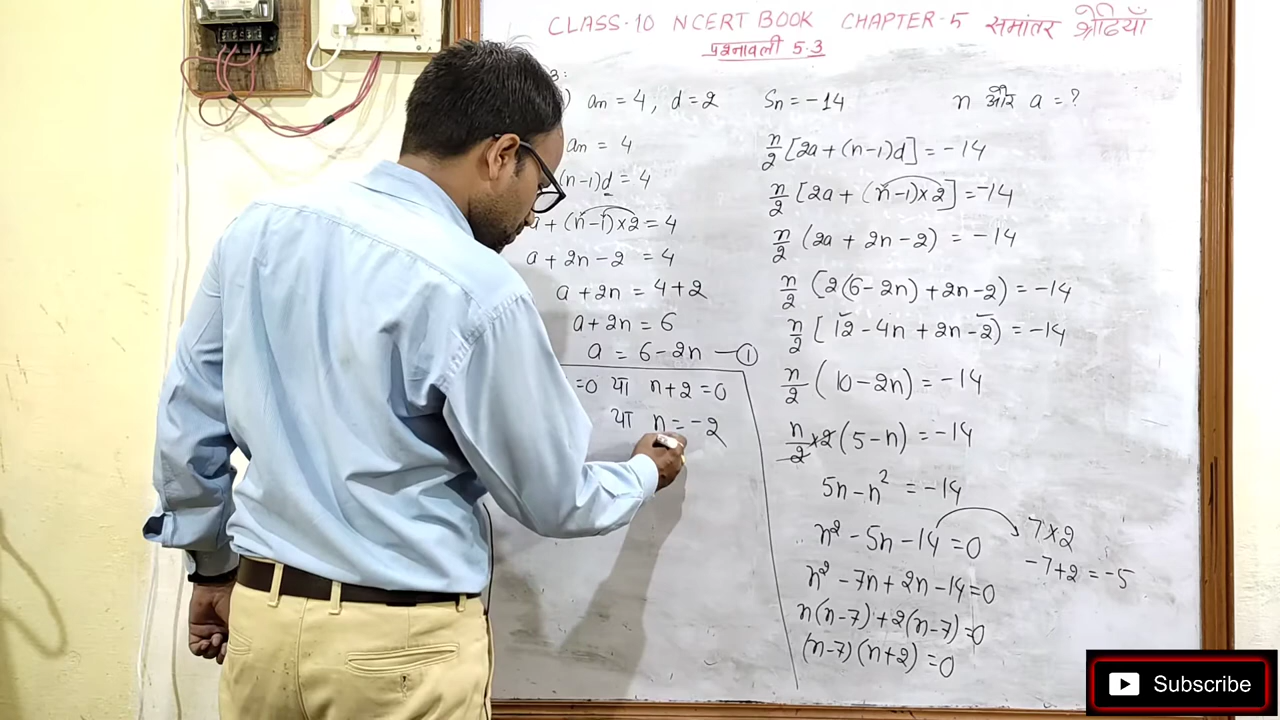 CLASS-10 NCERT BOOK CHAPTER-5 समांतर श्रेढियाँ
प्रश्नावली 5.3
3:
) an = 4, d = 2 Sn = -14 n और a = ?
an = 4
(n-1)d = 4
a + (n-1)×2 = 4
a + 2n - 2 = 4
a + 2n = 4+2
a + 2n = 6
a = 6-2n —①
=0 या n+2 =0
या n = -2
n/2 [2a + (n-1)d] = -14
n/2 [2a + (n-1)×2] = -14
n/2 (2a + 2n - 2) = -14
n/2 (2(6-2n) + 2n-2) = -14
n/2 [12 - 4n + 2n - 2) = -14
n/2 (10 - 2n) = -14
n/2 ×2 (5-n) = -14
5n - n² = -14
n² - 5n - 14 = 0
7×2
-7+2 = -5
n² - 7n + 2n - 14 = 0
n(n-7) + 2(n-7) = 0
(n-7)(n+2) = 0
Subscribe